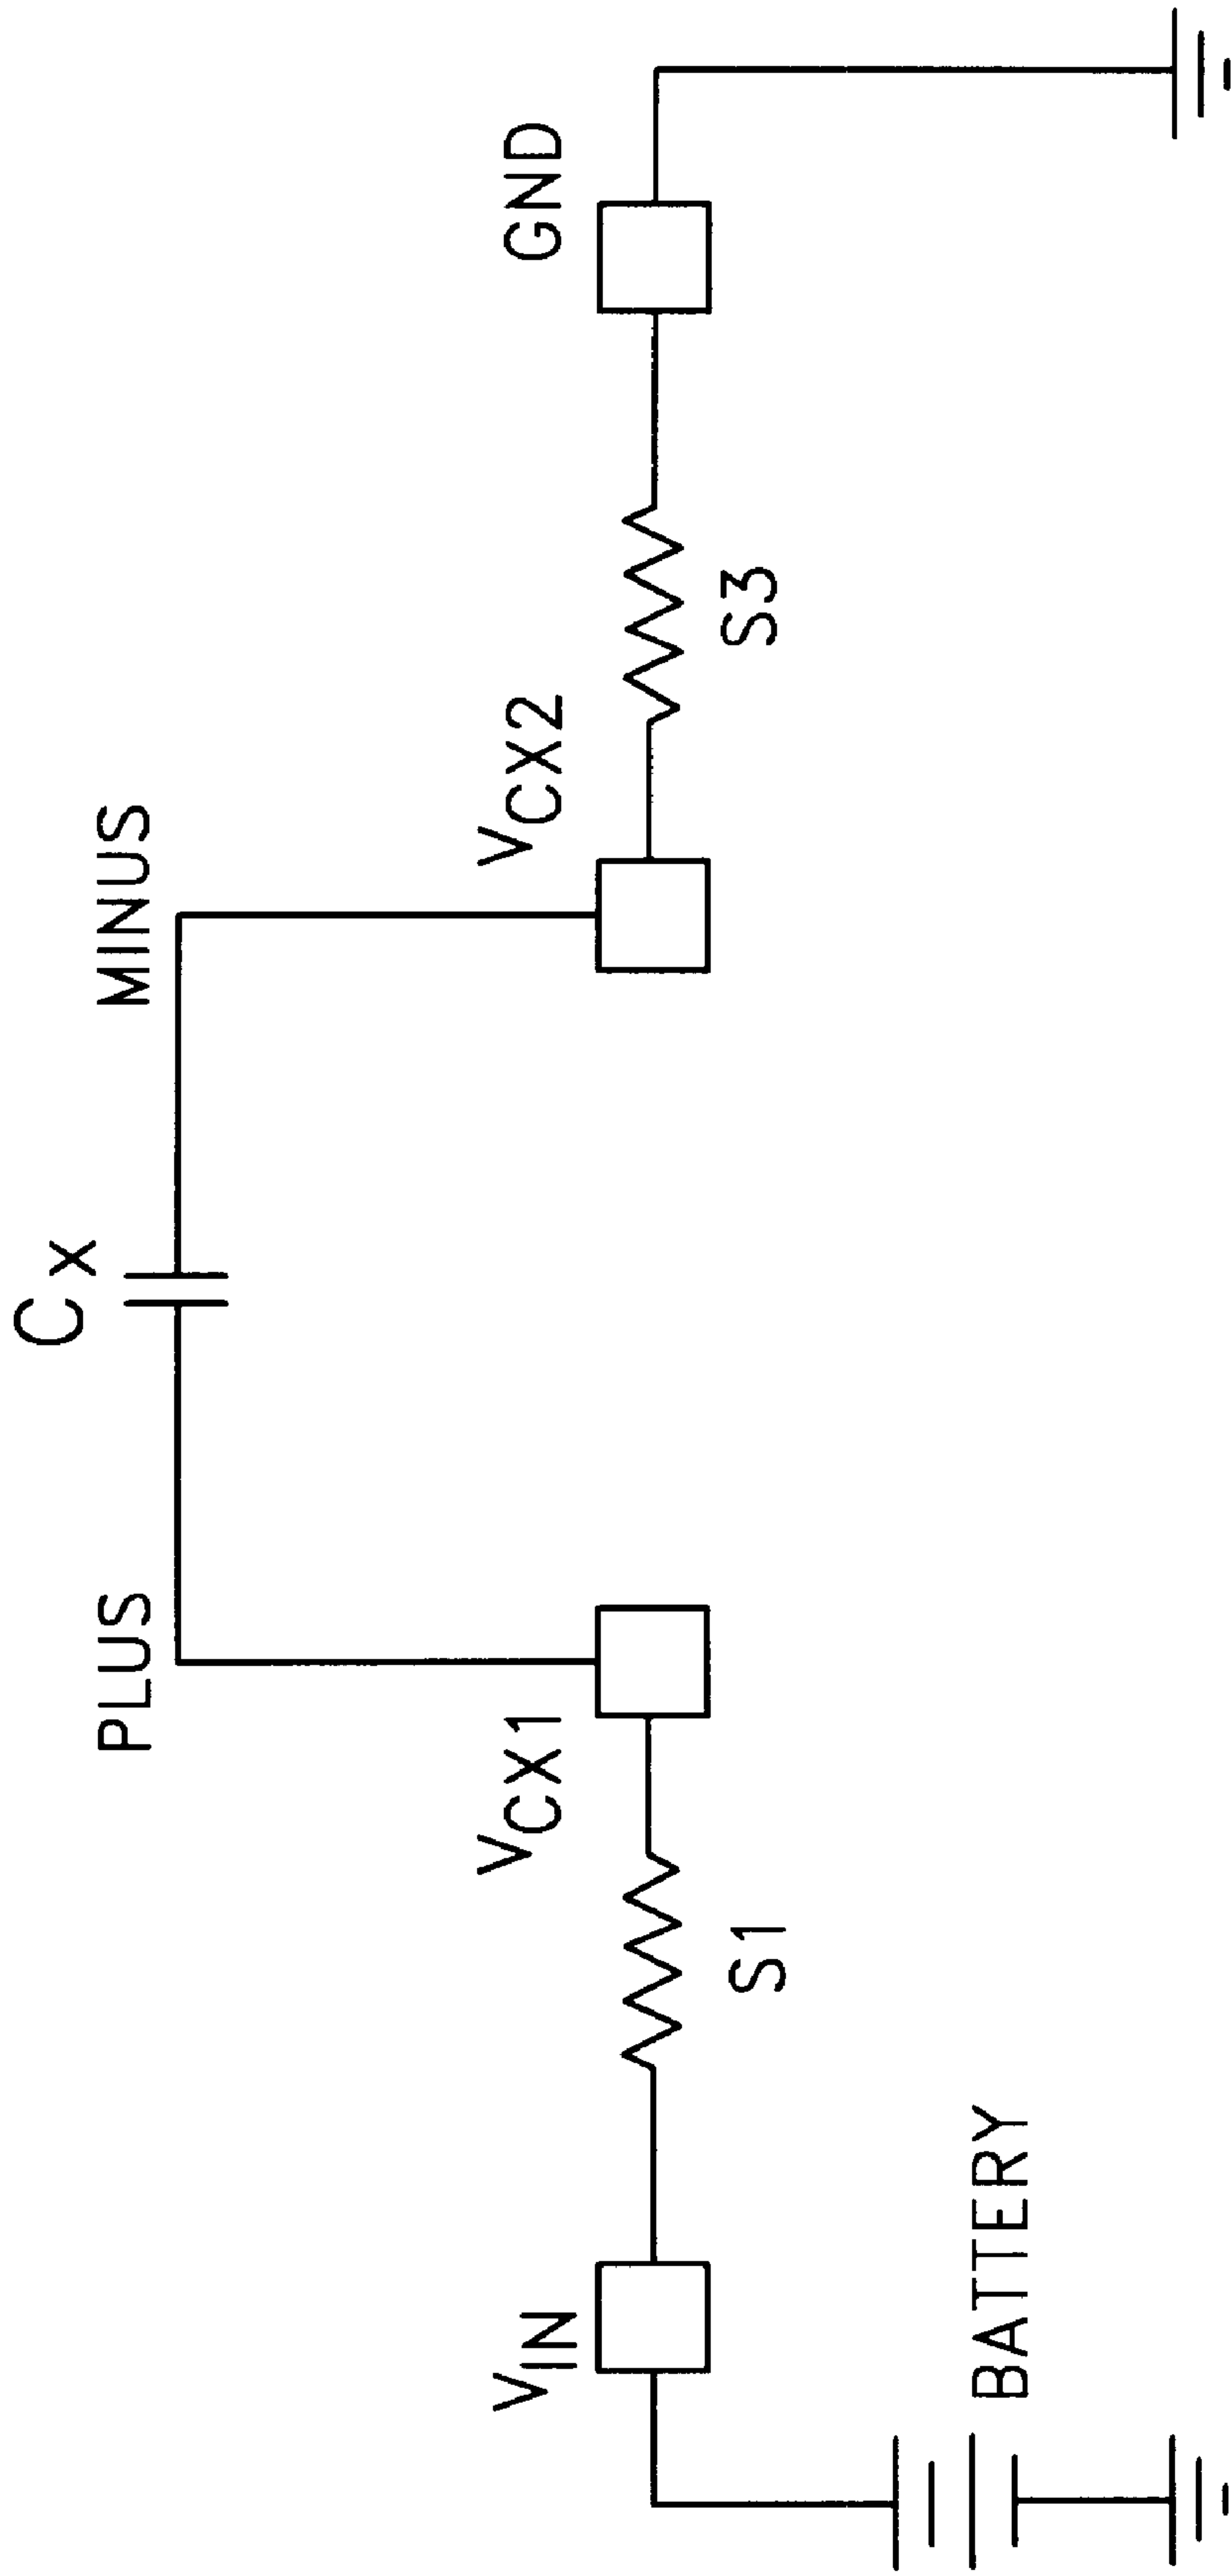 Cx
PLUS
MINUS
VIN
VCX1
VCX2
GND
S1
S3
BATTERY